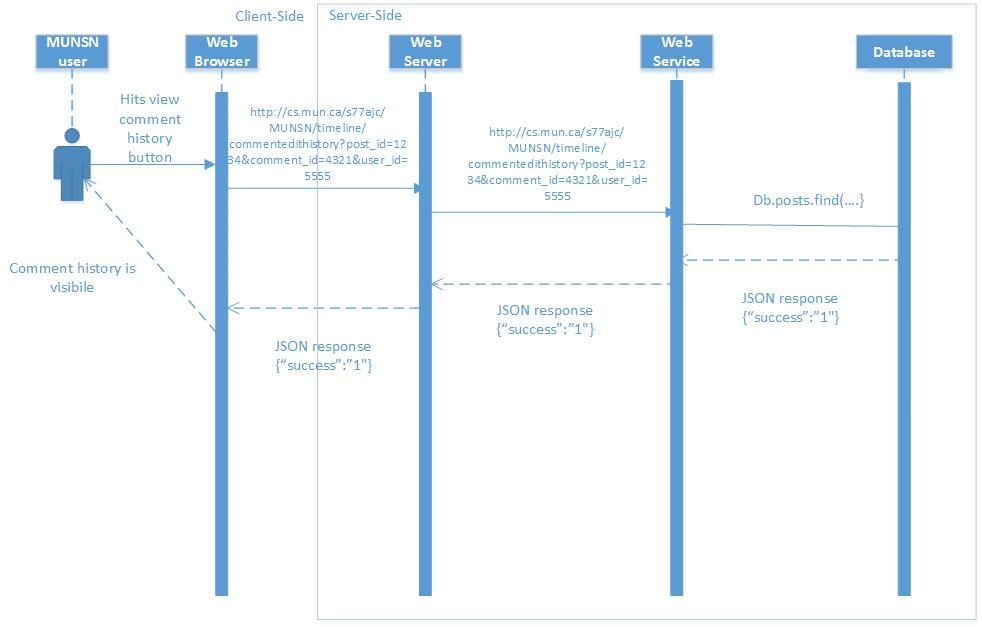 Client-Side
Server-Side
MUNSN
user
Web
Browser
Web
Server
Web
Service
Database
Hits view
comment
history
button
http://cs.mun.ca/s77ajc/
MUNSN/timeline/
commentedithistory?post_id=12
34&comment_id=4321&user_id=
5555
http://cs.mun.ca/s77ajc/
MUNSN/timeline/
commentedithistory?post_id=12
34&comment_id=4321&user_id=
5555
Db.posts.find(....}
Comment history is
visibile
JSON response
{“success”:”1"}
JSON response
{“success”:”1"}
JSON response
{“success”:”1"}